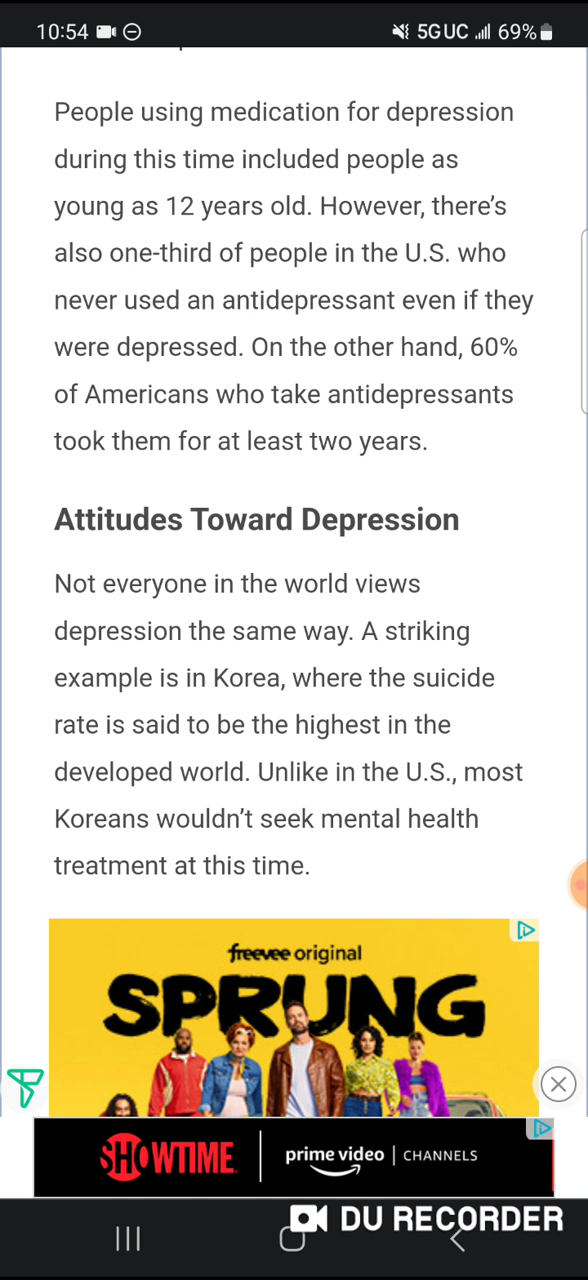 10:54
5G UC 69%
People using medication for depression
during this time included people as
young as 12 years old. However, there's
also one-third of people in the U.S. who
never used an antidepressant even if they
were depressed. On the other hand, 60%
of Americans who take antidepressants
took them for at least two years.
Attitudes Toward Depression
Not everyone in the world views
depression the same way. A striking
example is in Korea, where the suicide
rate is said to be the highest in the
developed world. Unlike in the U.S., most
Koreans wouldn't seek mental health
treatment at this time.
freevee original
SPRUNG
SHOWTIME prime video | CHANNELS
DU RECORDER